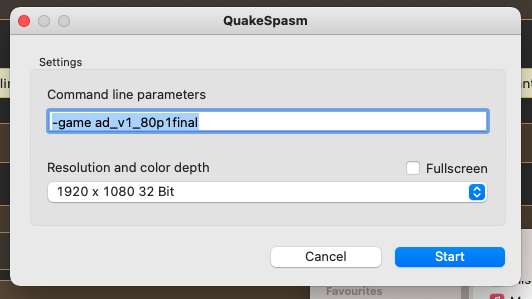 QuakeSpasm
Settings
Command line parameters
-game ad_v1_80p1final
Resolution and color depth
Fullscreen
1920 x 1080 32 Bit
Cancel
Start
Favourites